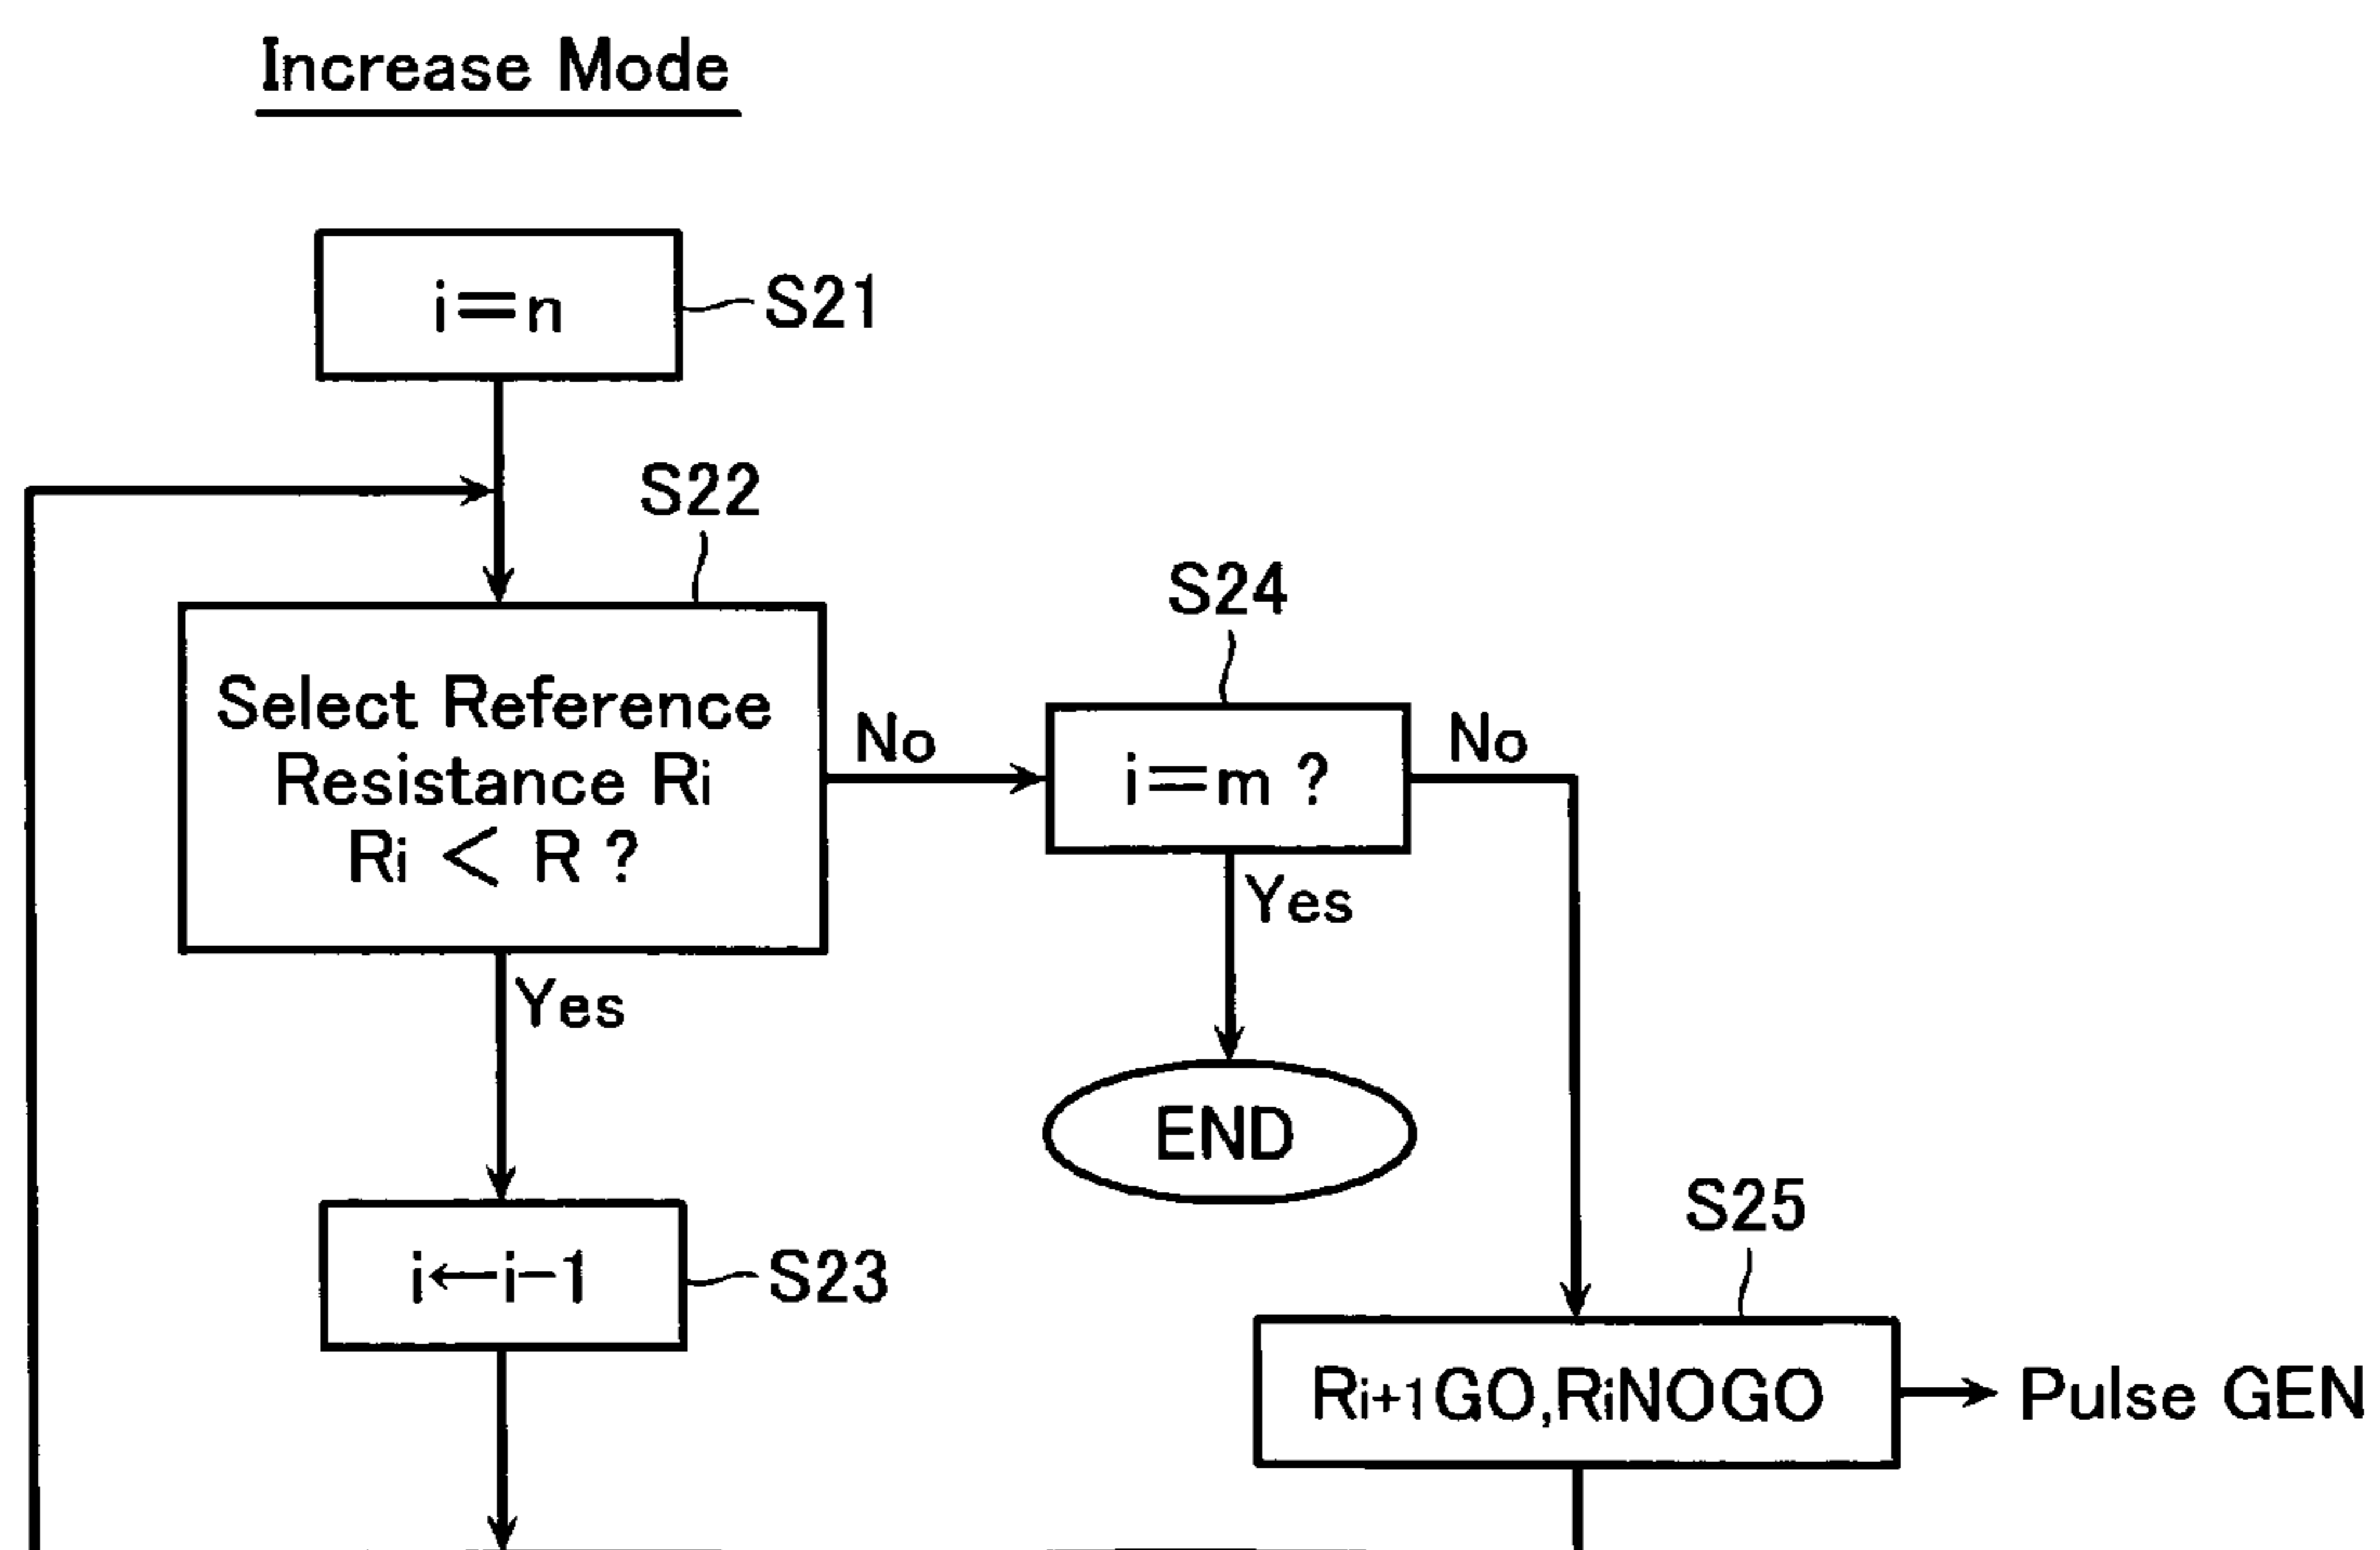 Increase Mode
i=n
S21
S22
Select Reference
Resistance Ri
Ri < R ?
No
S24
i=m ?
No
Yes
Yes
END
i←i-1
S23
S25
Ri+1GO,RiNOGO
Pulse GEN